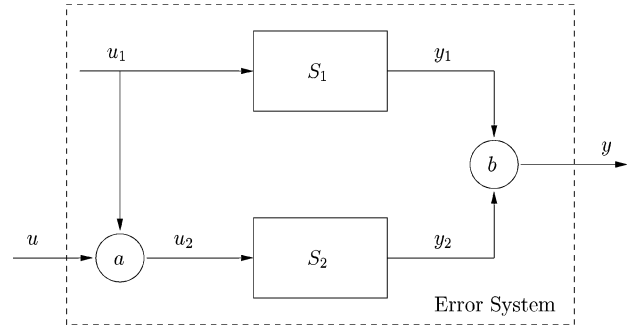 u₁
y₁
S₁
b
y
u
u₂
y₂
a
S₂
Error System